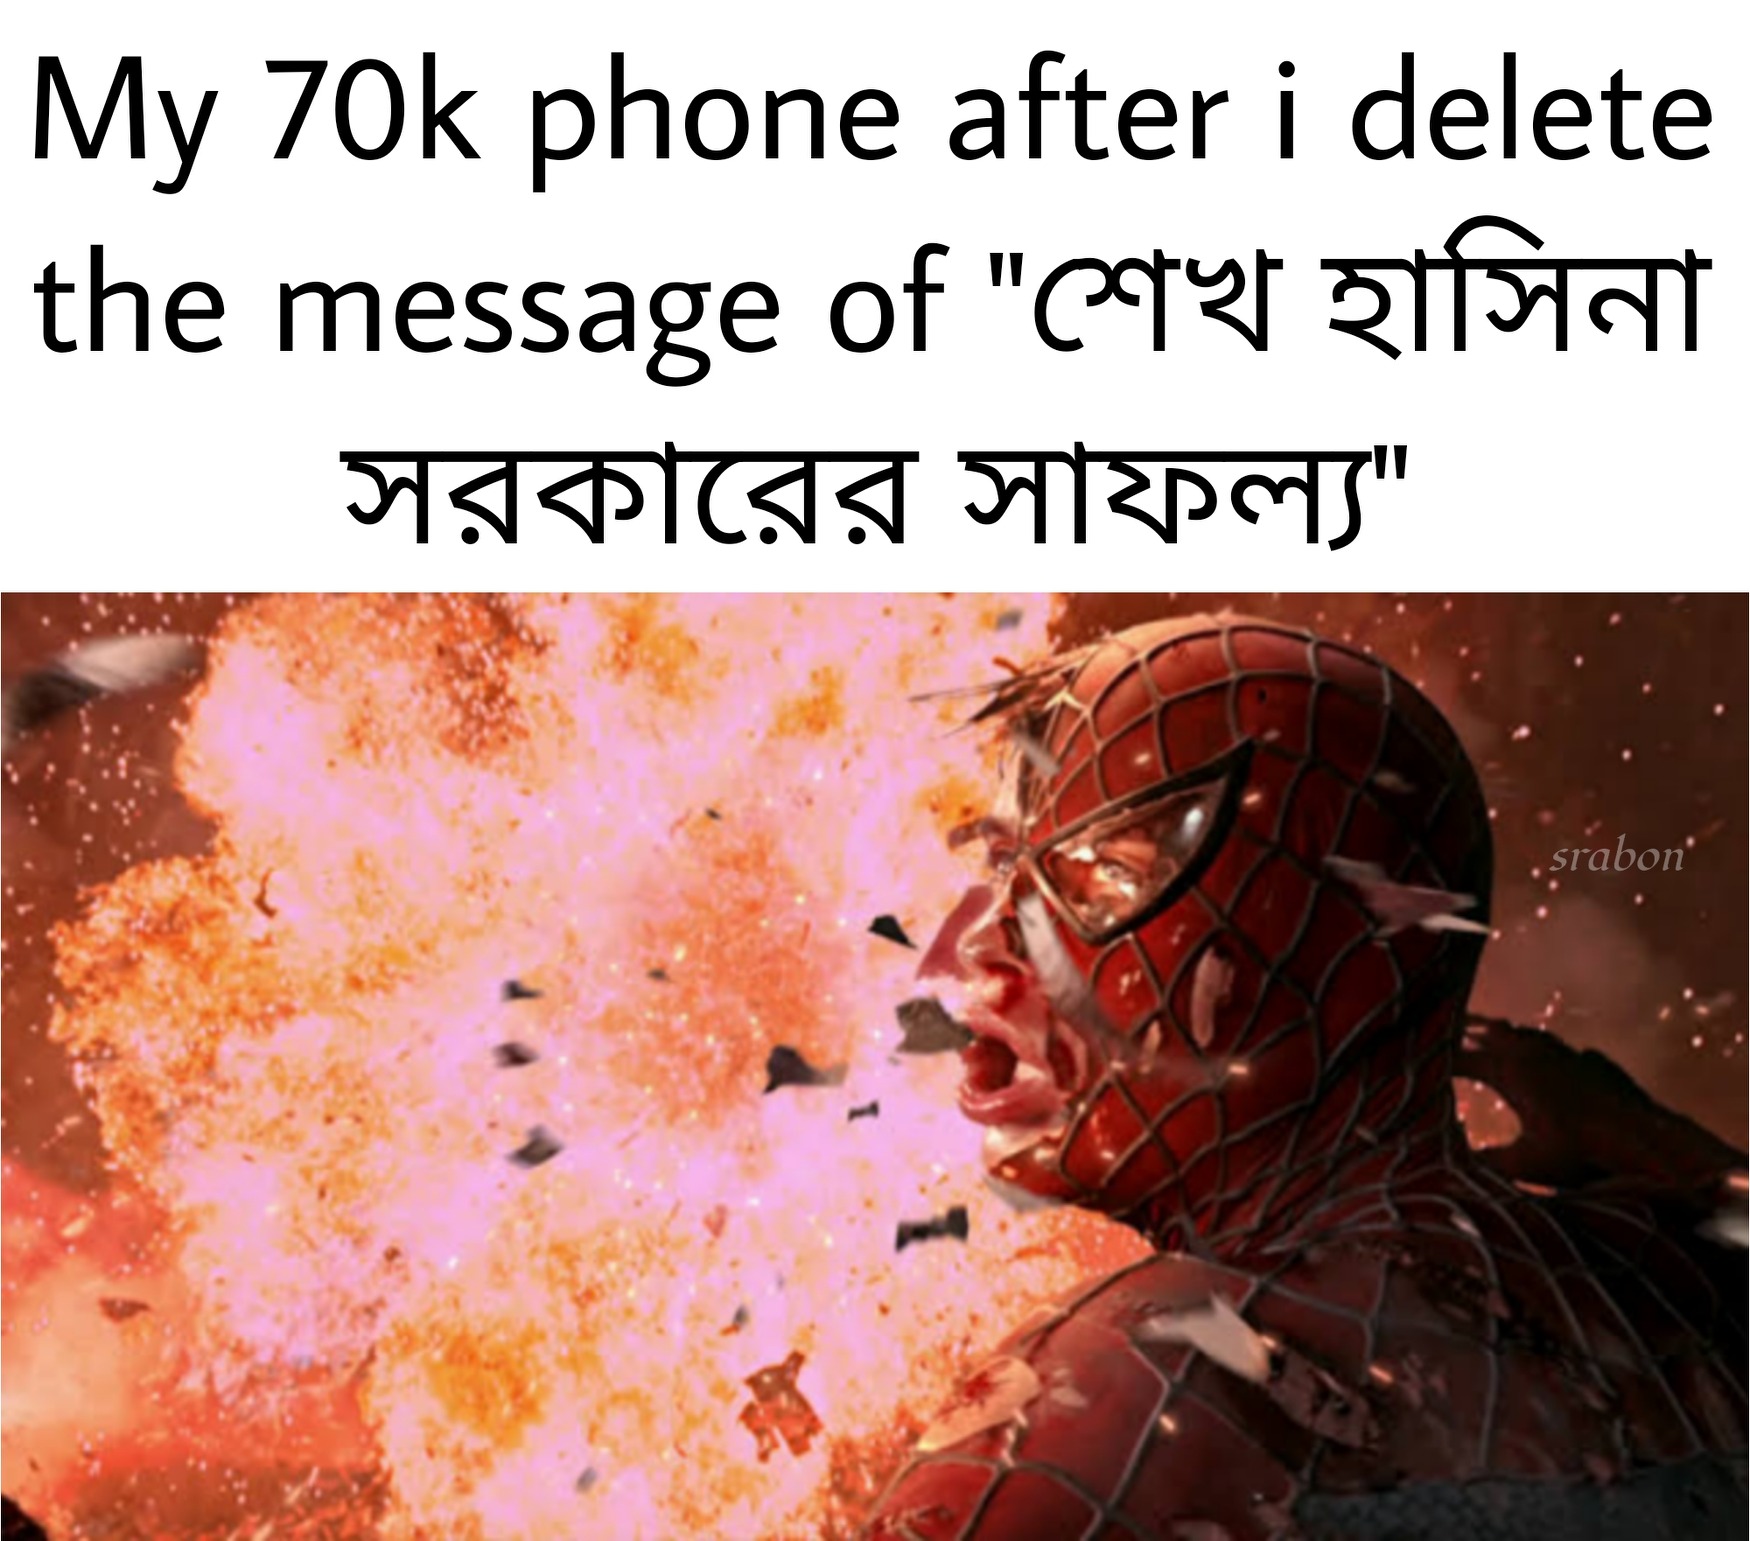 My 70k phone after i delete
the message of "শেখ হাসিনা
সরকারের সাফল্য"
srabon